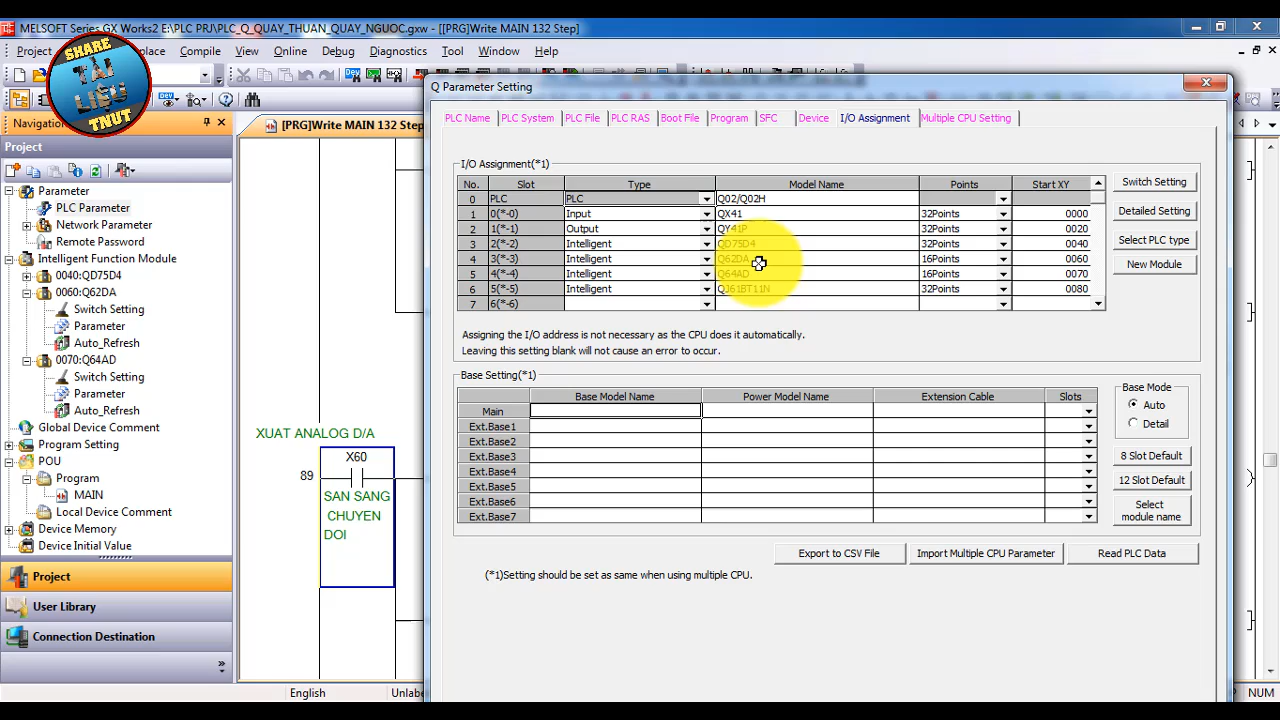 MELSOFT Series GX Works2 E:\PLC PRJ\PLC_Q_QUAY_THUAN_QUAY_NGUOC.gxw - [[PRG]Write MAIN 132 Step]
Project
place
Compile
View
Online
Debug
Diagnostics
Tool
Window
Help
SHARE
TAI
LIEU
TNUT
Navigation
Project
Parameter
PLC Parameter
Network Parameter
Remote Password
Intelligent Function Module
0040:QD75D4
0060:Q62DA
Switch Setting
Parameter
Auto_Refresh
0070:Q64AD
Switch Setting
Parameter
Auto_Refresh
Global Device Comment
Program Setting
POU
Program
MAIN
Local Device Comment
Device Memory
Device Initial Value
Project
User Library
Connection Destination
[PRG]Write MAIN 132 Step
XUAT ANALOG D/A
X60
89
SAN SANG
CHUYEN
DOI
Q Parameter Setting
PLC Name
PLC System
PLC File
PLC RAS
Boot File
Program
SFC
Device
I/O Assignment
Multiple CPU Setting
I/O Assignment(*1)
No. Slot Type Model Name Points Start XY
0 PLC PLC Q02/Q02H
1 0(*-0) Input QX41 32Points 0000
2 1(*-1) Output QY41P 32Points 0020
3 2(*-2) Intelligent QD75D4 32Points 0040
4 3(*-3) Intelligent Q62DA 16Points 0060
5 4(*-4) Intelligent Q64AD 16Points 0070
6 5(*-5) Intelligent QJ61BT11N 32Points 0080
7 6(*-6)
Switch Setting
Detailed Setting
Select PLC type
New Module
Assigning the I/O address is not necessary as the CPU does it automatically.
Leaving this setting blank will not cause an error to occur.
Base Setting(*1)
Base Model Name Power Model Name Extension Cable Slots
Main
Ext.Base1
Ext.Base2
Ext.Base3
Ext.Base4
Ext.Base5
Ext.Base6
Ext.Base7
Base Mode
Auto
Detail
8 Slot Default
12 Slot Default
Select
module name
Export to CSV File
Import Multiple CPU Parameter
Read PLC Data
(*1)Setting should be set as same when using multiple CPU.
English
Unlabe
NUM